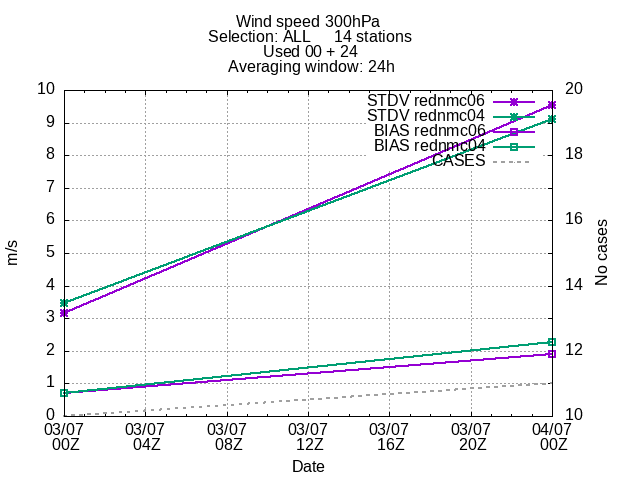 Wind speed 300hPa
Selection: ALL 14 stations
Used 00 + 24
Averaging window: 24h
10 20
STDV rednmc06
9
STDV rednmc04
BIAS rednmc06
8 18
BIAS rednmc04
CASES
7
6 16
m/s
5
No cases
4 14
3
2 12
1
0 10
03/07 03/07 03/07 03/07 03/07 03/07 04/07
00Z 04Z 08Z 12Z 16Z 20Z 00Z
Date